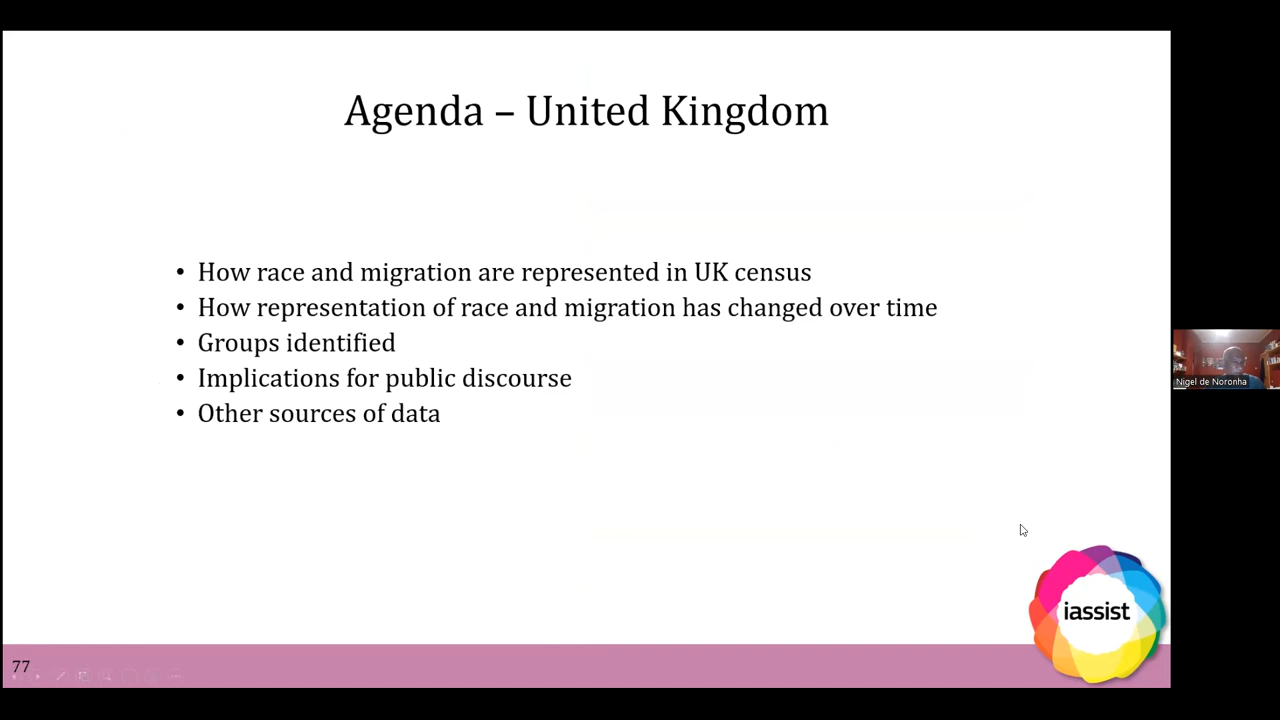 Agenda – United Kingdom
• How race and migration are represented in UK census
• How representation of race and migration has changed over time
• Groups identified
• Implications for public discourse
• Other sources of data
Nigel de Noronha
iassist
77